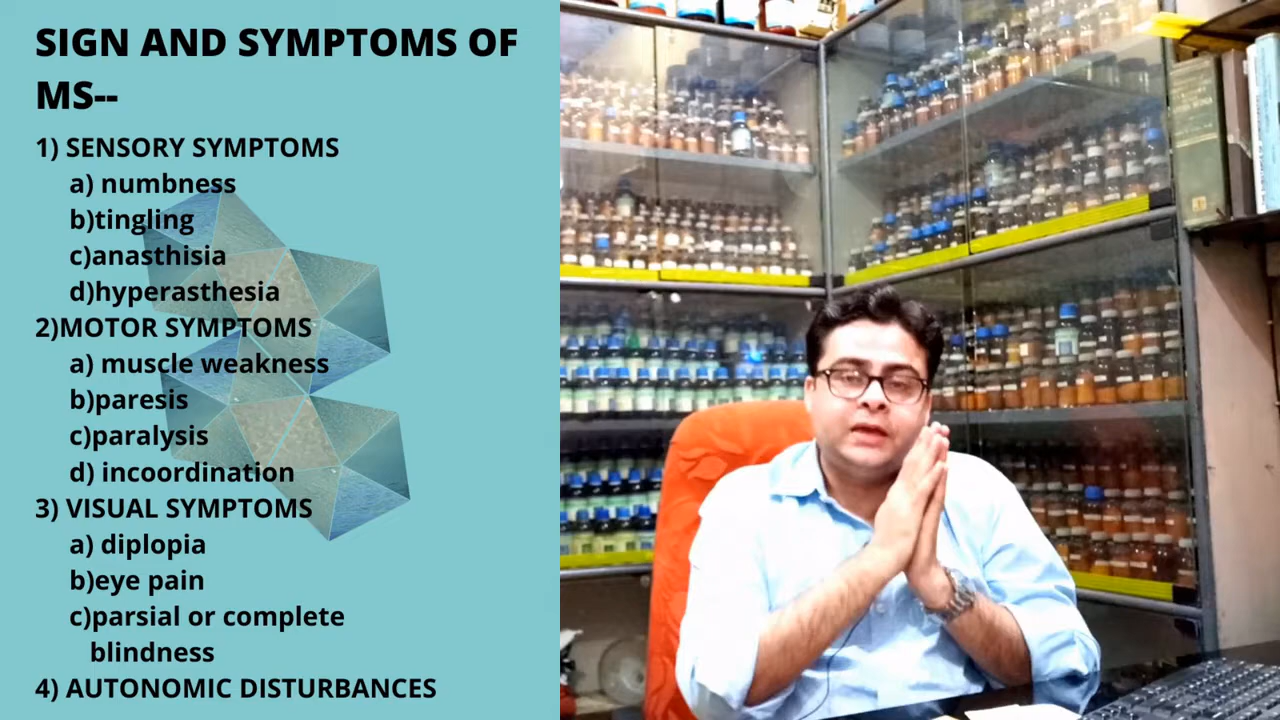 SIGN AND SYMPTOMS OF
MS--
1) SENSORY SYMPTOMS
a) numbness
b)tingling
c)anasthisia
d)hyperasthesia
2)MOTOR SYMPTOMS
a) muscle weakness
b)paresis
c)paralysis
d) incoordination
3) VISUAL SYMPTOMS
a) diplopia
b)eye pain
c)parsial or complete
blindness
4) AUTONOMIC DISTURBANCES